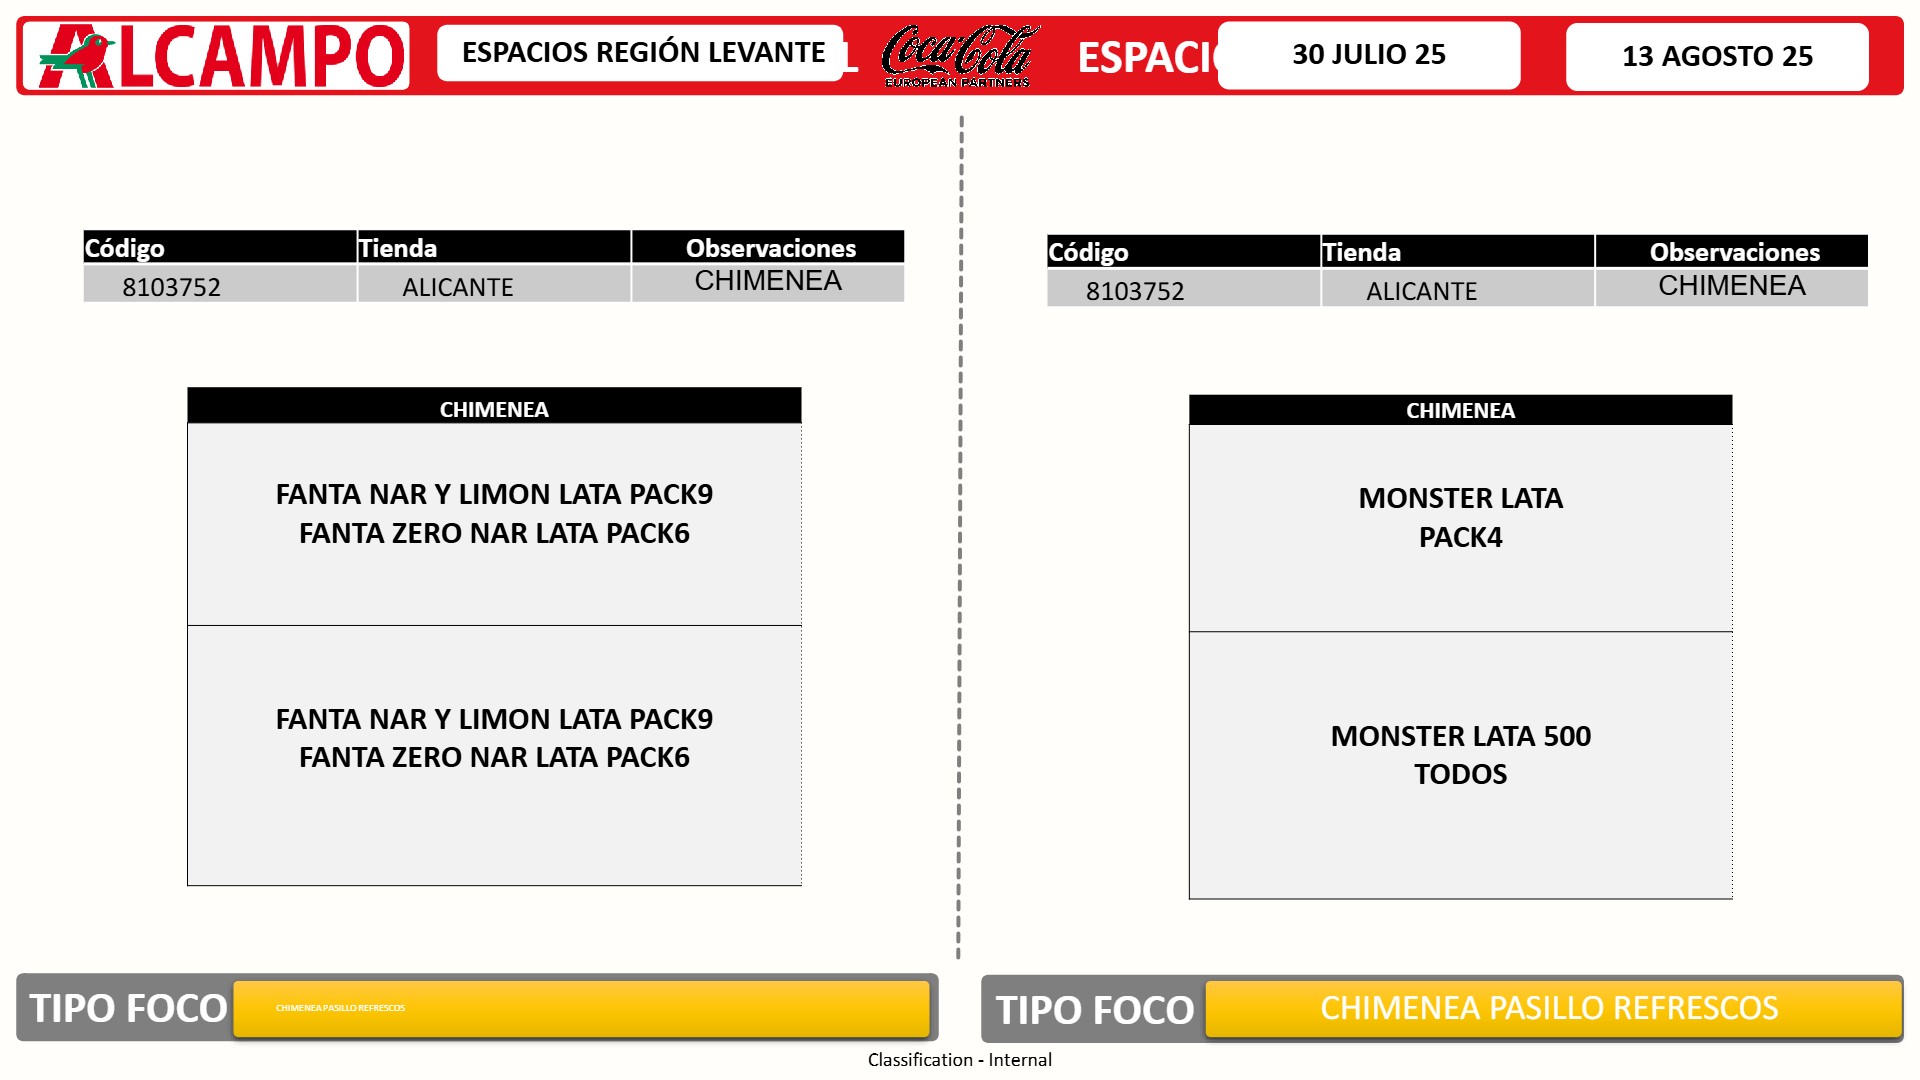 ALCAMPO
ESPACIOS REGIÓN LEVANTE
L
Coca-Cola
EUROPEAN PARTNERS
ESPACIO
30 JULIO 25
13 AGOSTO 25
Código Tienda Observaciones
8103752 ALICANTE CHIMENEA
CHIMENEA
FANTA NAR Y LIMON LATA PACK9
FANTA ZERO NAR LATA PACK6
FANTA NAR Y LIMON LATA PACK9
FANTA ZERO NAR LATA PACK6
TIPO FOCO CHIMENEA PASILLO REFRESCOS
Código Tienda Observaciones
8103752 ALICANTE CHIMENEA
CHIMENEA
MONSTER LATA
PACK4
MONSTER LATA 500
TODOS
TIPO FOCO CHIMENEA PASILLO REFRESCOS
Classification - Internal